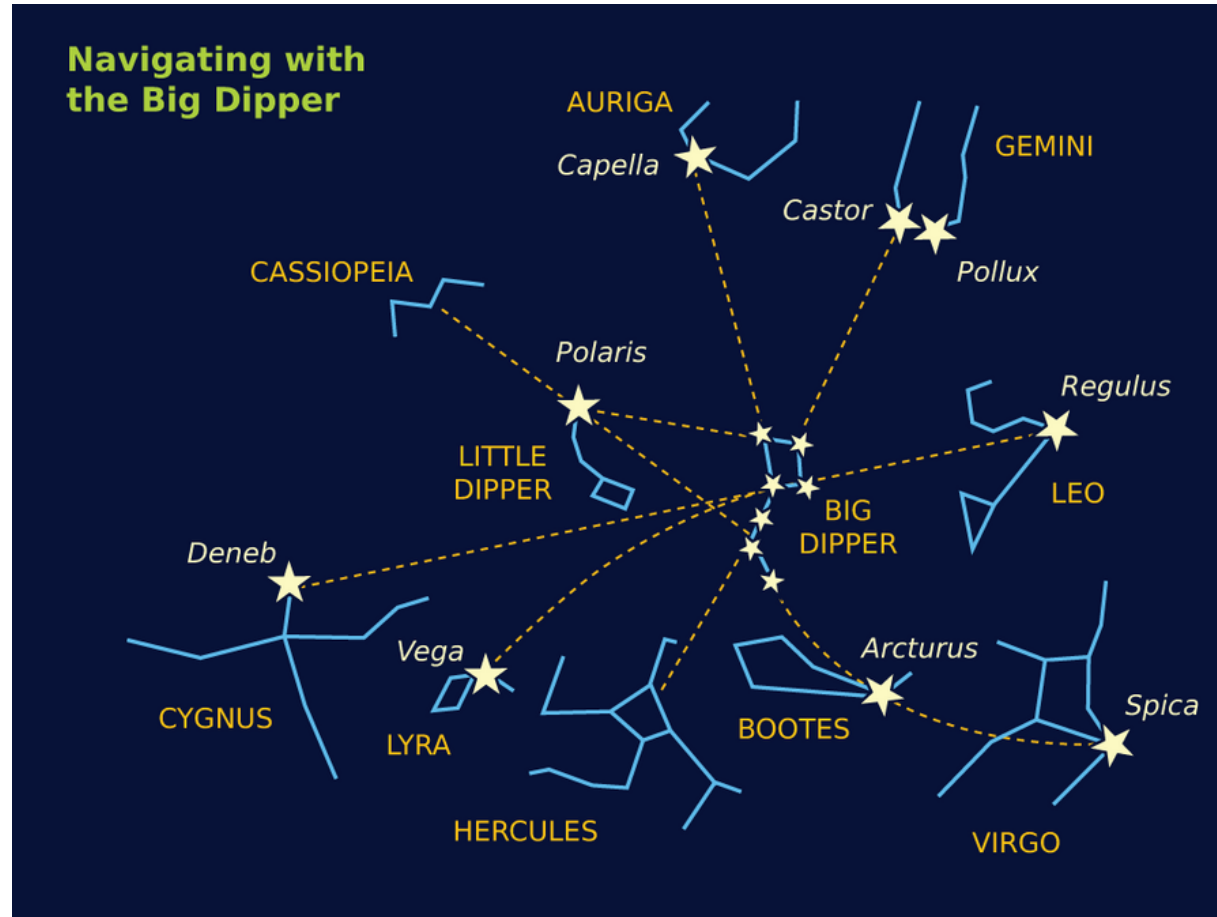 Navigating with
the Big Dipper
AURIGA
Capella
GEMINI
Castor
Pollux
CASSIOPEIA
Polaris
Regulus
LITTLE
DIPPER
LEO
BIG
DIPPER
Deneb
Vega
Arcturus
Spica
CYGNUS
LYRA
BOOTES
HERCULES
VIRGO